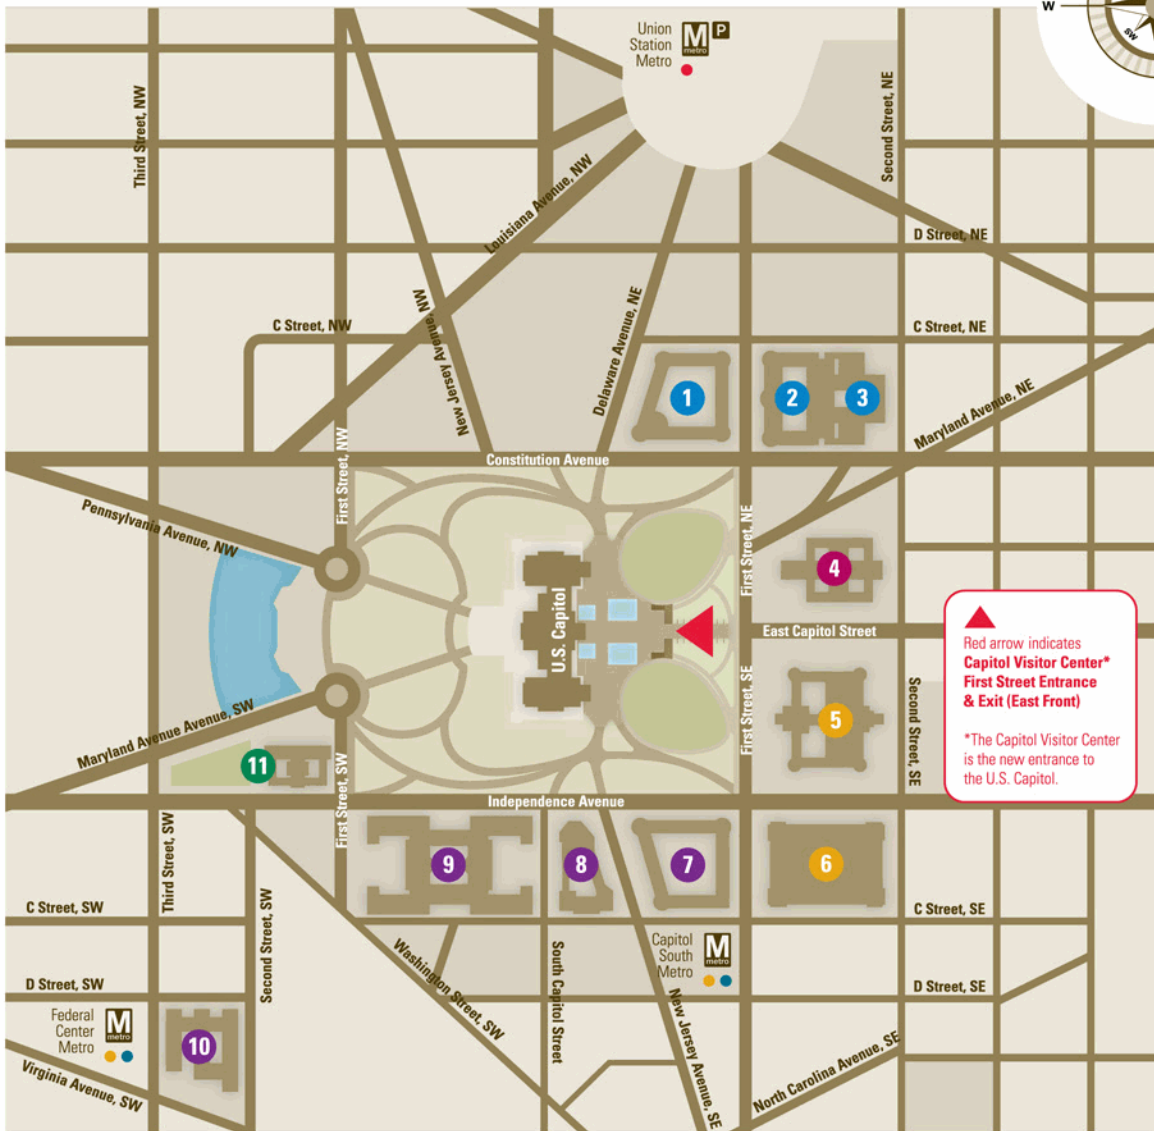 W
SW
Union
Station
Metro
M
metro
P
Third Street, NW
Second Street, NE
Louisiana Avenue, NW
D Street, NE
New Jersey Avenue, NW
Delaware Avenue, NE
C Street, NW
C Street, NE
1
2
3
Maryland Avenue, NE
First Street, NW
Constitution Avenue
Pennsylvania Avenue, NW
First Street, NE
4
U.S. Capitol
East Capitol Street
Red arrow indicates
Capitol Visitor Center*
First Street Entrance
& Exit (East Front)
*The Capitol Visitor Center
is the new entrance to
the U.S. Capitol.
First Street, SE
5
Second Street, SE
Maryland Avenue Avenue, SW
11
First Street, SW
Independence Avenue
Third Street, SW
9
8
7
6
C Street, SW
Second Street, SW
C Street, SE
Washington Street, SW
South Capitol Street
Capitol
South
Metro
M
metro
D Street, SW
New Jersey Avenue, SE
D Street, SE
Federal
Center
Metro
M
metro
10
Virginia Avenue, SW
North Carolina Avenue, SE